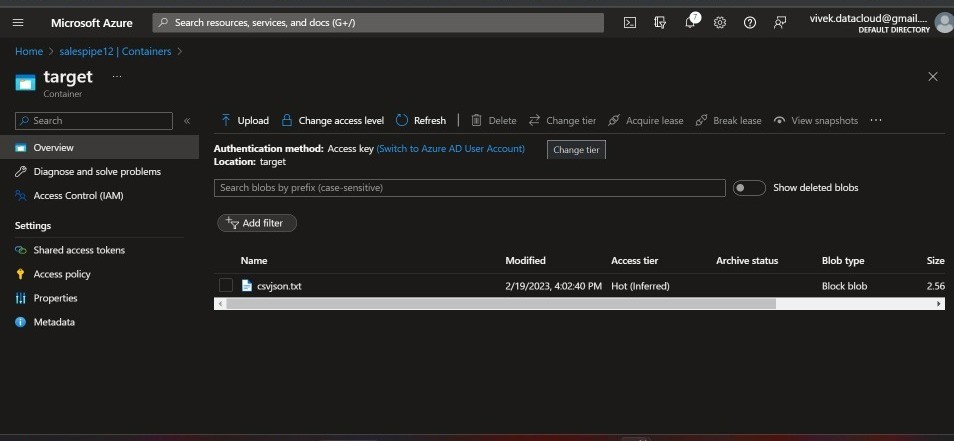 Microsoft Azure
Search resources, services, and docs (G+/)
7
vivek.datacloud@gmail....
DEFAULT DIRECTORY
Home > salespipe12 | Containers >
target ...
Container
Search «
Overview
Diagnose and solve problems
Access Control (IAM)
Settings
Shared access tokens
Access policy
Properties
Metadata
Upload Change access level Refresh | Delete Change tier Acquire lease Break lease View snapshots ...
Authentication method: Access key (Switch to Azure AD User Account)
Change tier
Location: target
Search blobs by prefix (case-sensitive)
Show deleted blobs
Add filter
Name Modified Access tier Archive status Blob type Size
csvjson.txt 2/19/2023, 4:02:40 PM Hot (Inferred) Block blob 2.56